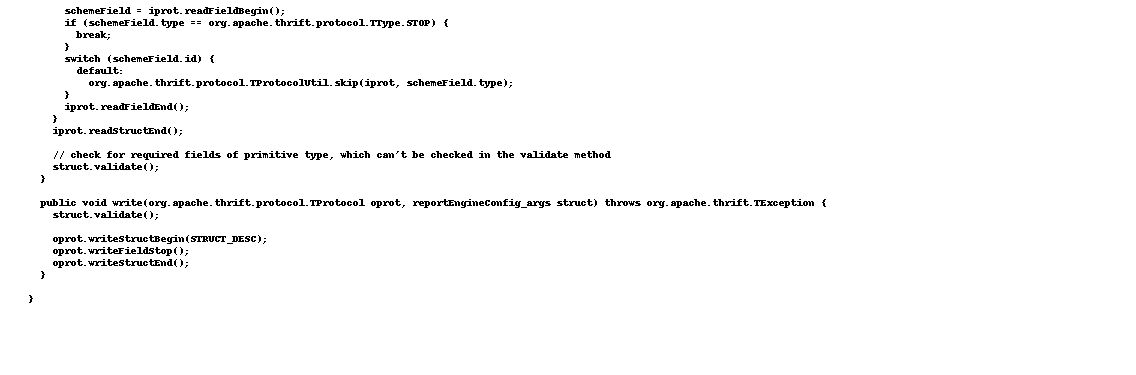 schemeField = iprot.readFieldBegin();
if (schemeField.type == org.apache.thrift.protocol.TType.STOP) {
break;
}
switch (schemeField.id) {
default:
org.apache.thrift.protocol.TProtocolUtil.skip(iprot, schemeField.type);
}
iprot.readFieldEnd();
}
iprot.readStructEnd();
// check for required fields of primitive type, which can't be checked in the validate method
struct.validate();
}
public void write(org.apache.thrift.protocol.TProtocol oprot, reportEngineConfig_args struct) throws org.apache.thrift.TException {
struct.validate();
oprot.writeStructBegin(STRUCT_DESC);
oprot.writeFieldStop();
oprot.writeStructEnd();
}
}